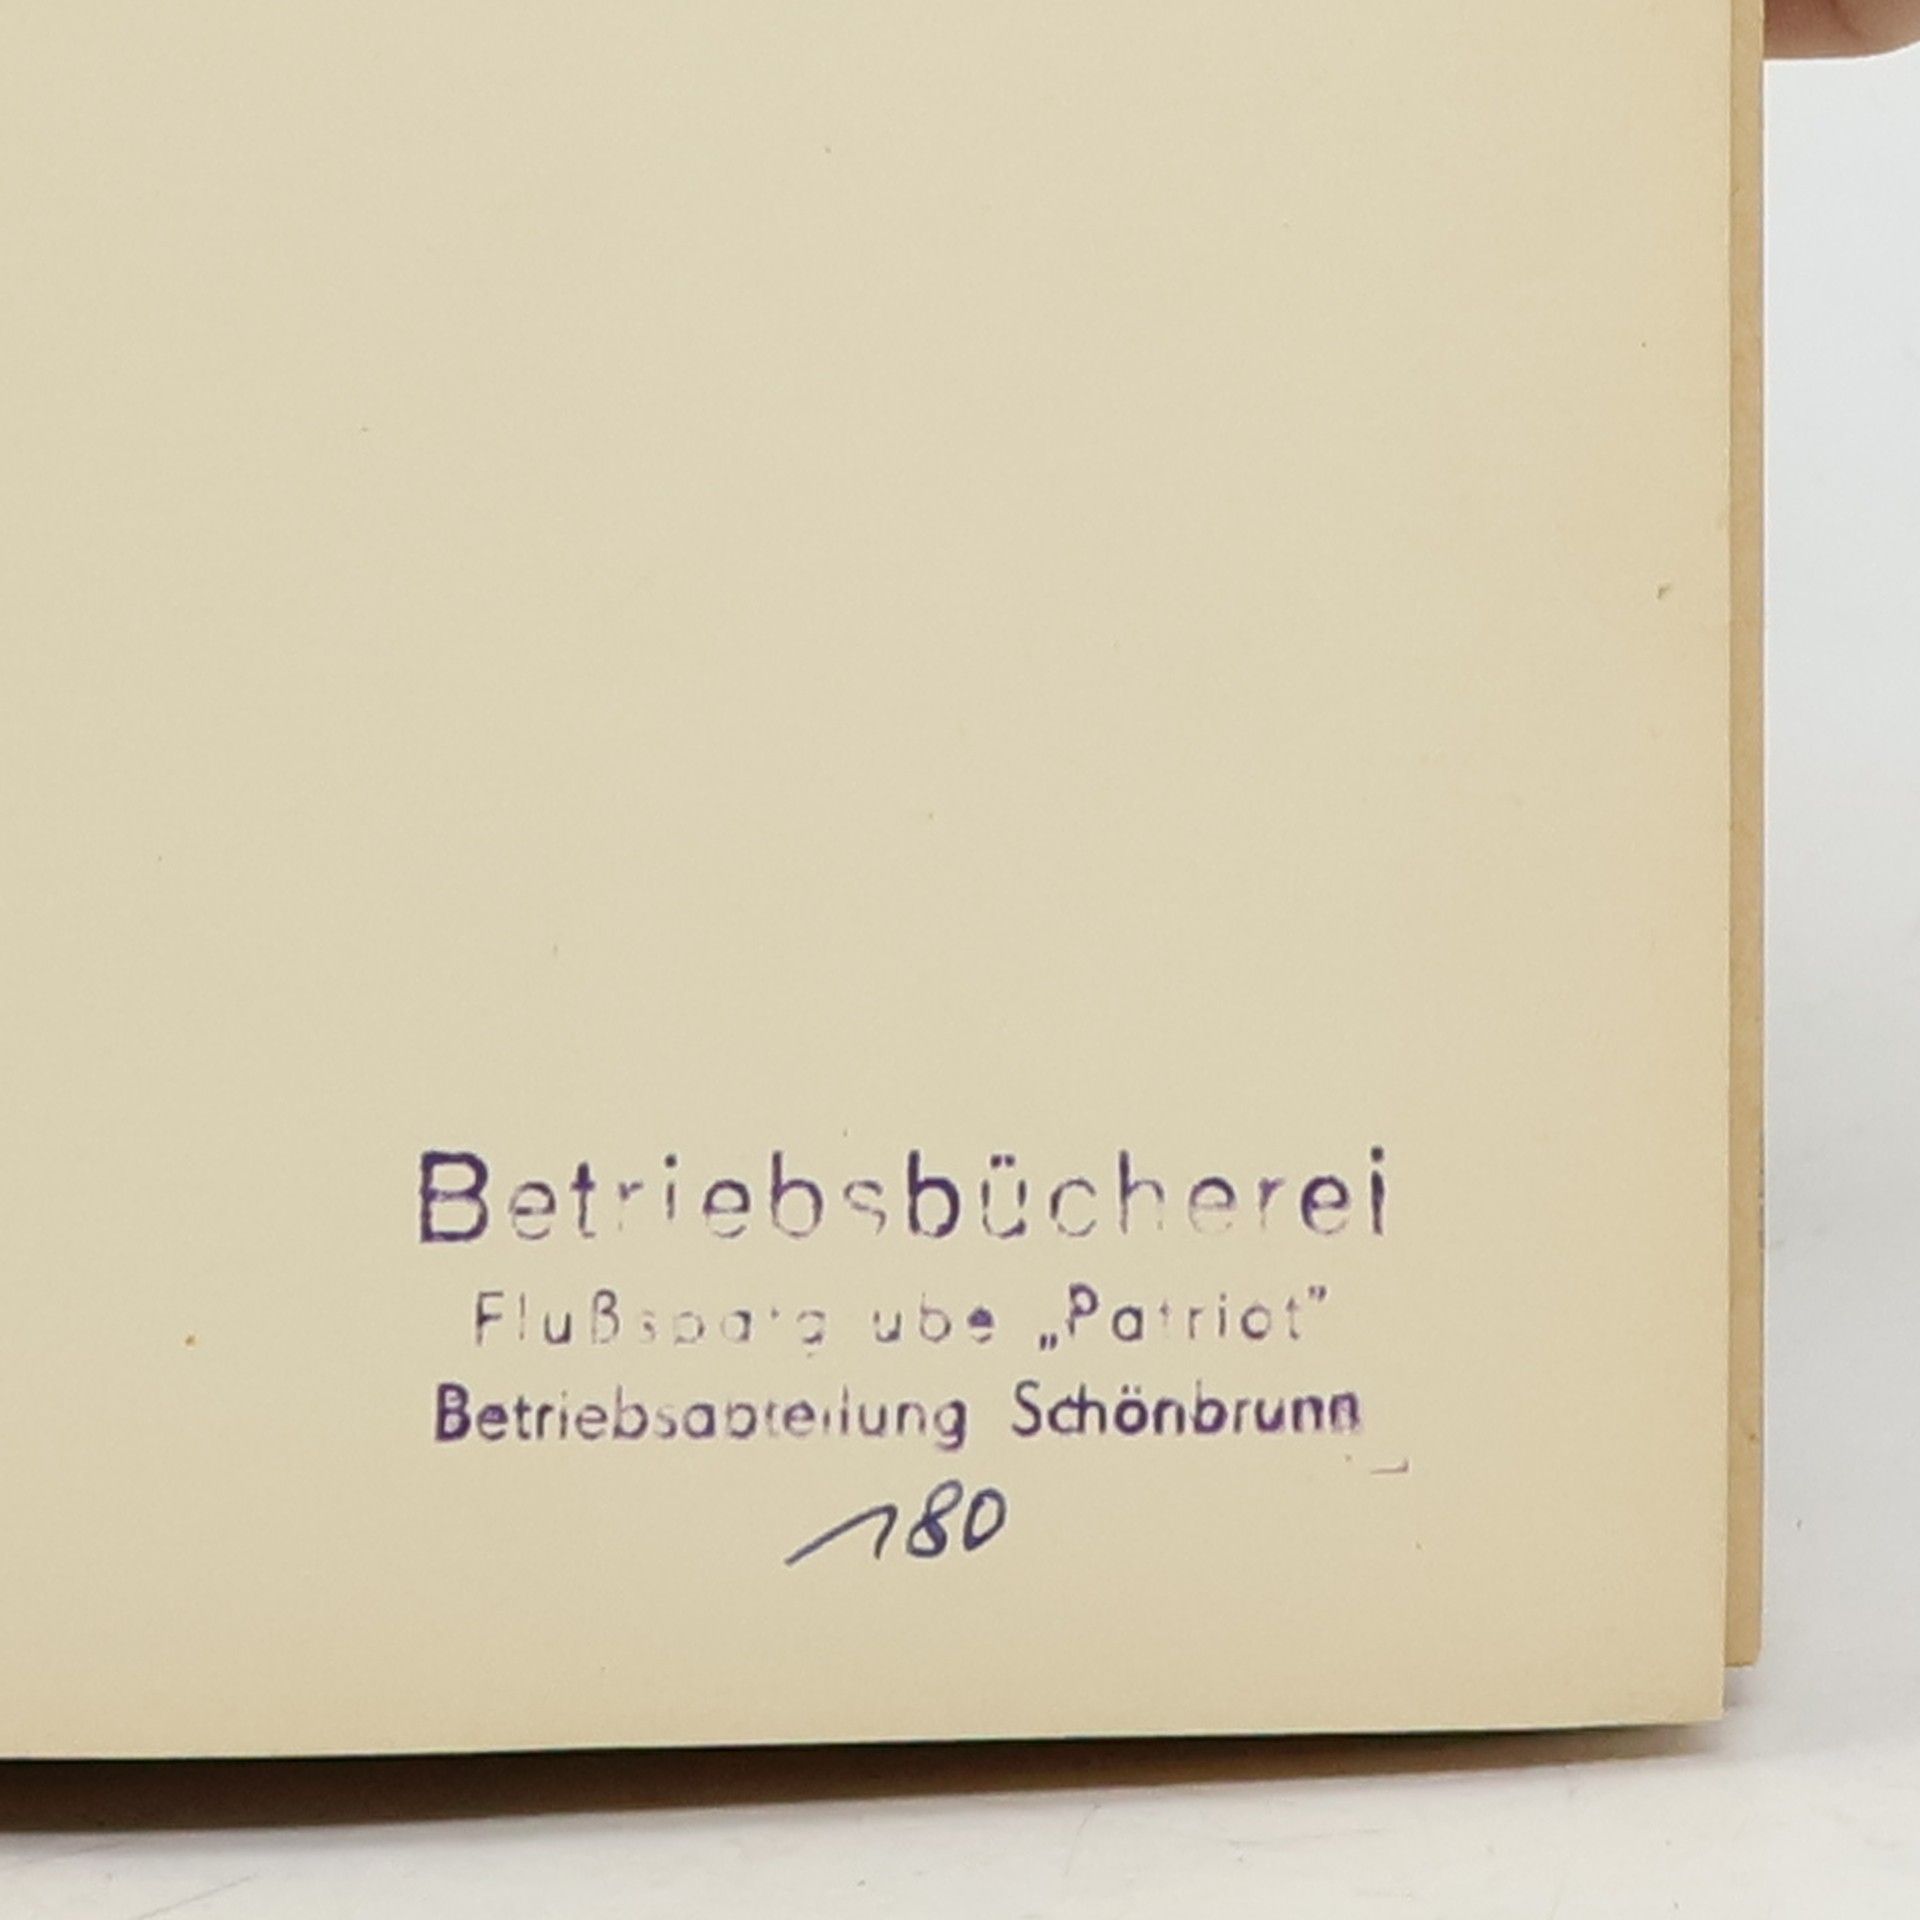 Betriebsbücherei
Flußspatgrube „Patriot”
Betriebsabteilung Schönbrunn
180